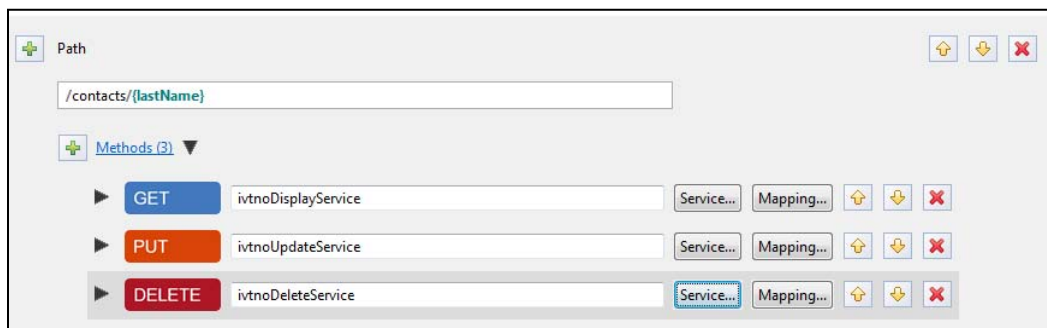 Path
/contacts/{lastName}
Methods (3)
GET ivtnoDisplayService Service... Mapping...
PUT ivtnoUpdateService Service... Mapping...
DELETE ivtnoDeleteService Service... Mapping...